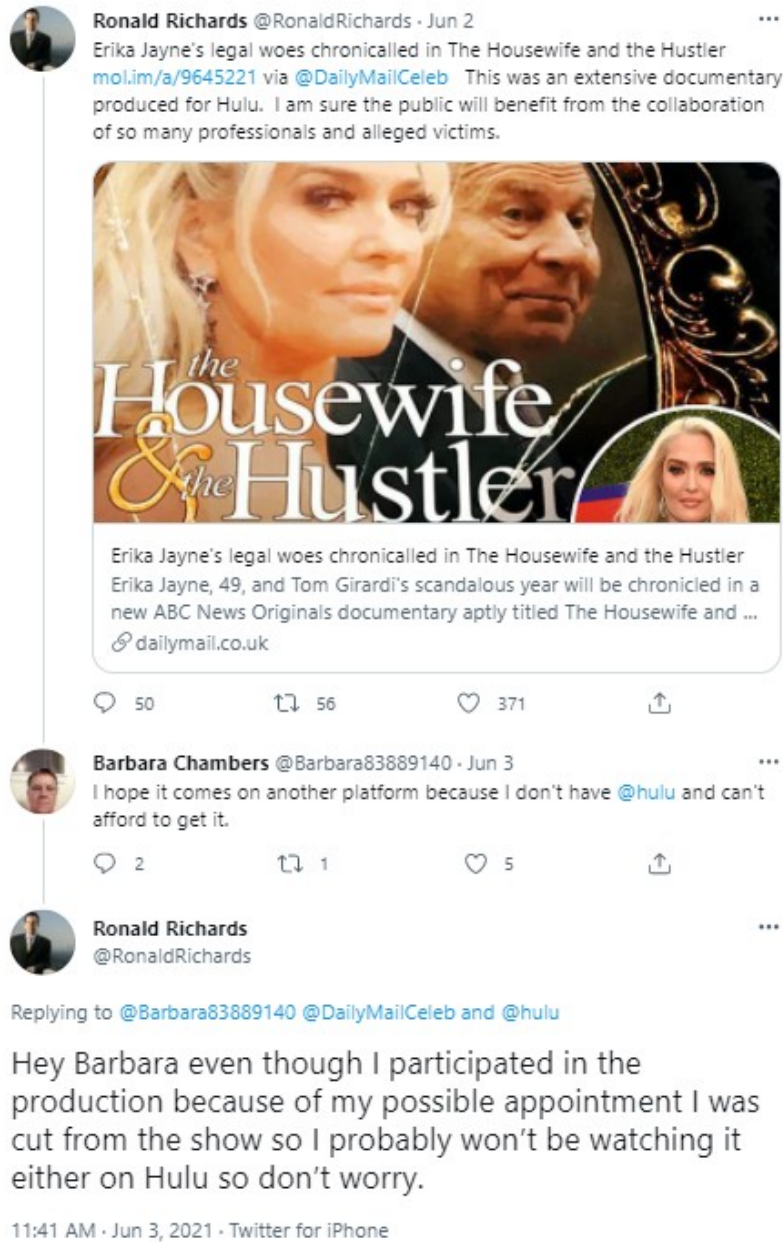 Ronald Richards @RonaldRichards · Jun 2
Erika Jayne's legal woes chronicalled in The Housewife and the Hustler
mol.im/a/9645221 via @DailyMailCeleb This was an extensive documentary
produced for Hulu. I am sure the public will benefit from the collaboration
of so many professionals and alleged victims.
the
Housewife
& the Hustler
Erika Jayne's legal woes chronicalled in The Housewife and the Hustler
Erika Jayne, 49, and Tom Girardi's scandalous year will be chronicled in a
new ABC News Originals documentary aptly titled The Housewife and ...
dailymail.co.uk
50 56 371
Barbara Chambers @Barbara83889140 · Jun 3
I hope it comes on another platform because I don't have @hulu and can't
afford to get it.
2 1 5
Ronald Richards
@RonaldRichards
Replying to @Barbara83889140 @DailyMailCeleb and @hulu
Hey Barbara even though I participated in the
production because of my possible appointment I was
cut from the show so I probably won't be watching it
either on Hulu so don't worry.
11:41 AM · Jun 3, 2021 · Twitter for iPhone